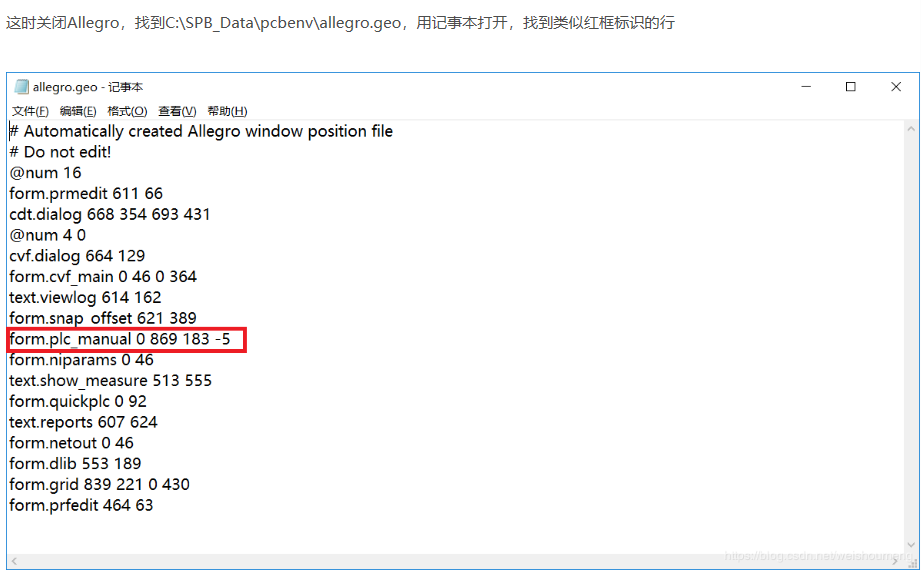 这时关闭Allegro，找到C:\SPB_Data\pcbenv\allegro.geo，用记事本打开，找到类似红框标识的行
allegro.geo - 记事本
文件(F) 编辑(E) 格式(O) 查看(V) 帮助(H)
# Automatically created Allegro window position file
# Do not edit!
@num 16
form.prmedit 611 66
cdt.dialog 668 354 693 431
@num 4 0
cvf.dialog 664 129
form.cvf_main 0 46 0 364
text.viewlog 614 162
form.snap_offset 621 389
form.plc_manual 0 869 183 -5
form.niparams 0 46
text.show_measure 513 555
form.quickplc 0 92
text.reports 607 624
form.netout 0 46
form.dlib 553 189
form.grid 839 221 0 430
form.prfedit 464 63